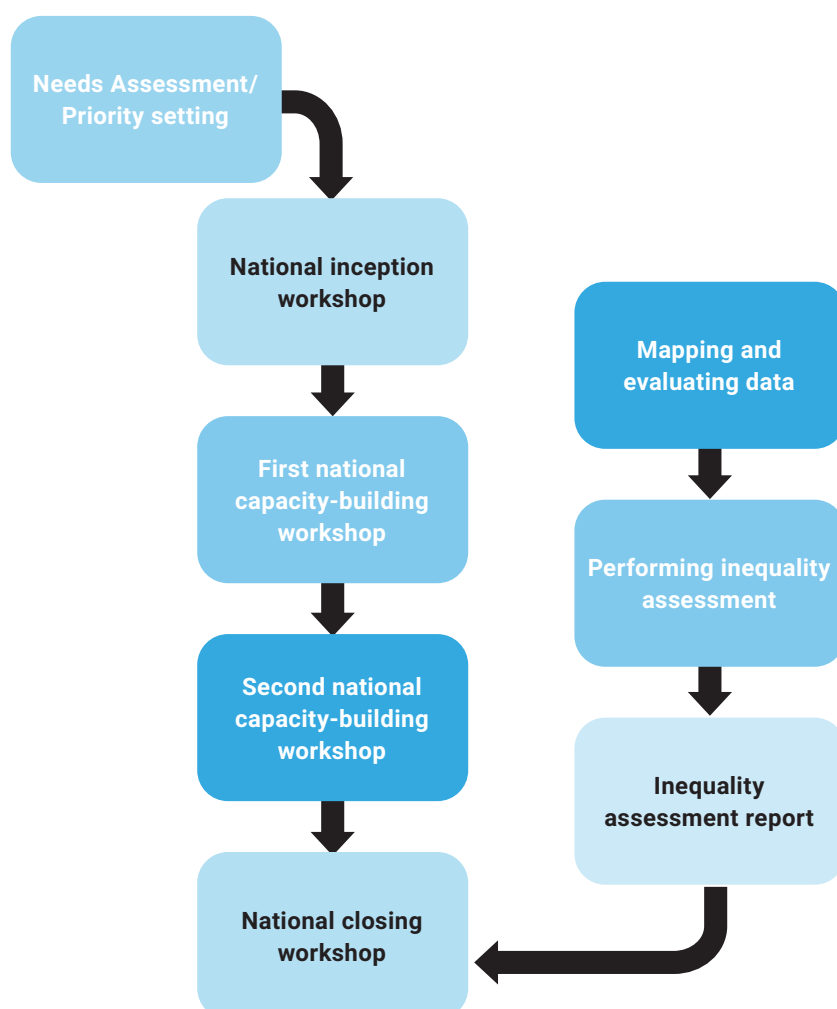 Needs Assessment/
Priority setting
National inception
workshop
First national
capacity-building
workshop
Second national
capacity-building
workshop
National closing
workshop
Mapping and
evaluating data
Performing inequality
assessment
Inequality
assessment report